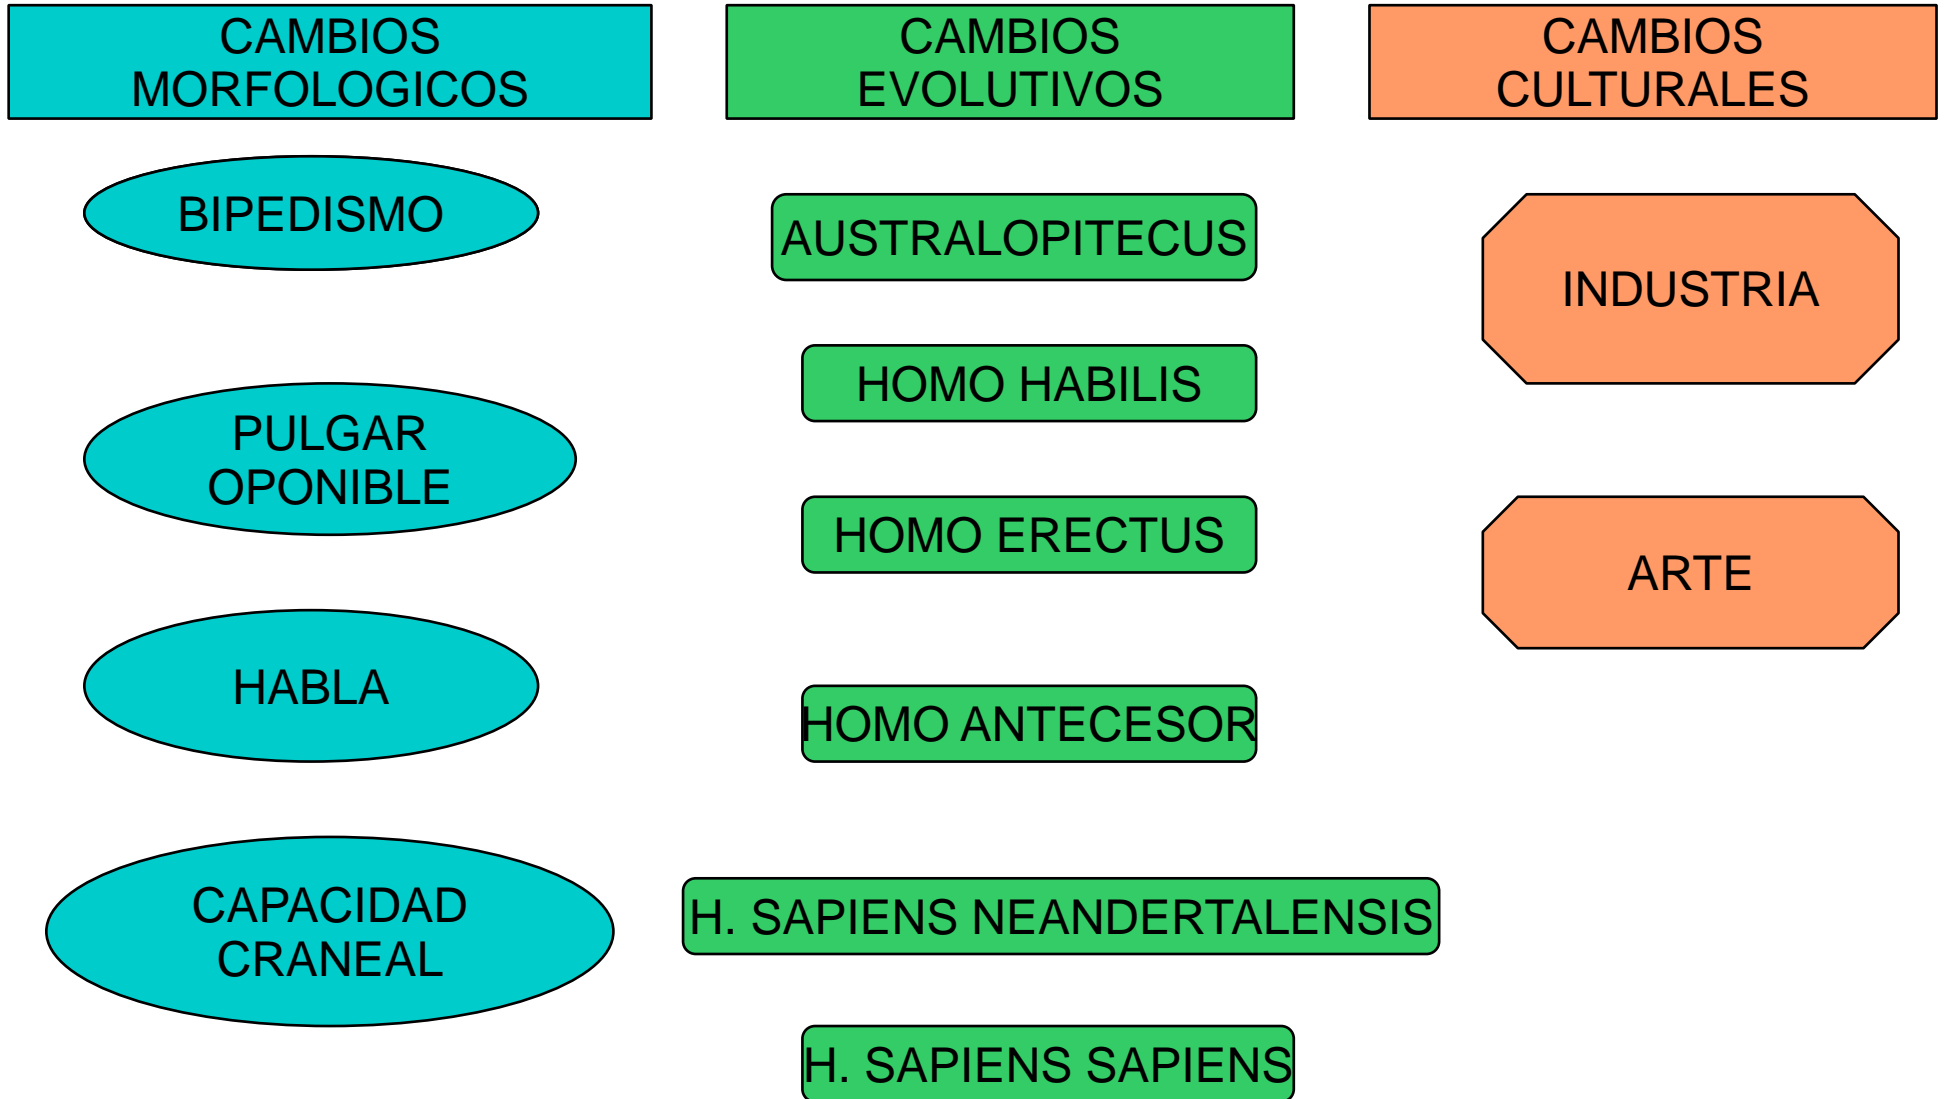 CAMBIOS
MORFOLOGICOS
BIPEDISMO
PULGAR
OPONIBLE
HABLA
CAPACIDAD
CRANEAL
CAMBIOS
EVOLUTIVOS
AUSTRALOPITECUS
HOMO HABILIS
HOMO ERECTUS
HOMO ANTECESOR
H. SAPIENS NEANDERTALENSIS
H. SAPIENS SAPIENS
CAMBIOS
CULTURALES
INDUSTRIA
ARTE